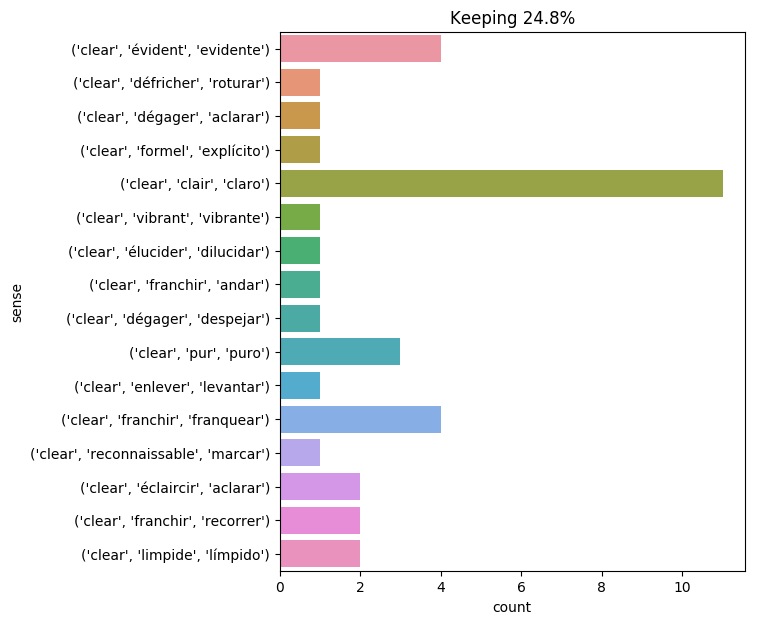 Keeping 24.8%
('clear', 'évident', 'evidente')
('clear', 'défricher', 'roturar')
('clear', 'dégager', 'aclarar')
('clear', 'formel', 'explícito')
('clear', 'clair', 'claro')
('clear', 'vibrant', 'vibrante')
('clear', 'élucider', 'dilucidar')
('clear', 'franchir', 'andar')
('clear', 'dégager', 'despejar')
('clear', 'pur', 'puro')
('clear', 'enlever', 'levantar')
('clear', 'franchir', 'franquear')
('clear', 'reconnaissable', 'marcar')
('clear', 'éclaircir', 'aclarar')
('clear', 'franchir', 'recorrer')
('clear', 'limpide', 'límpido')
sense
0 2 4 6 8 10
count